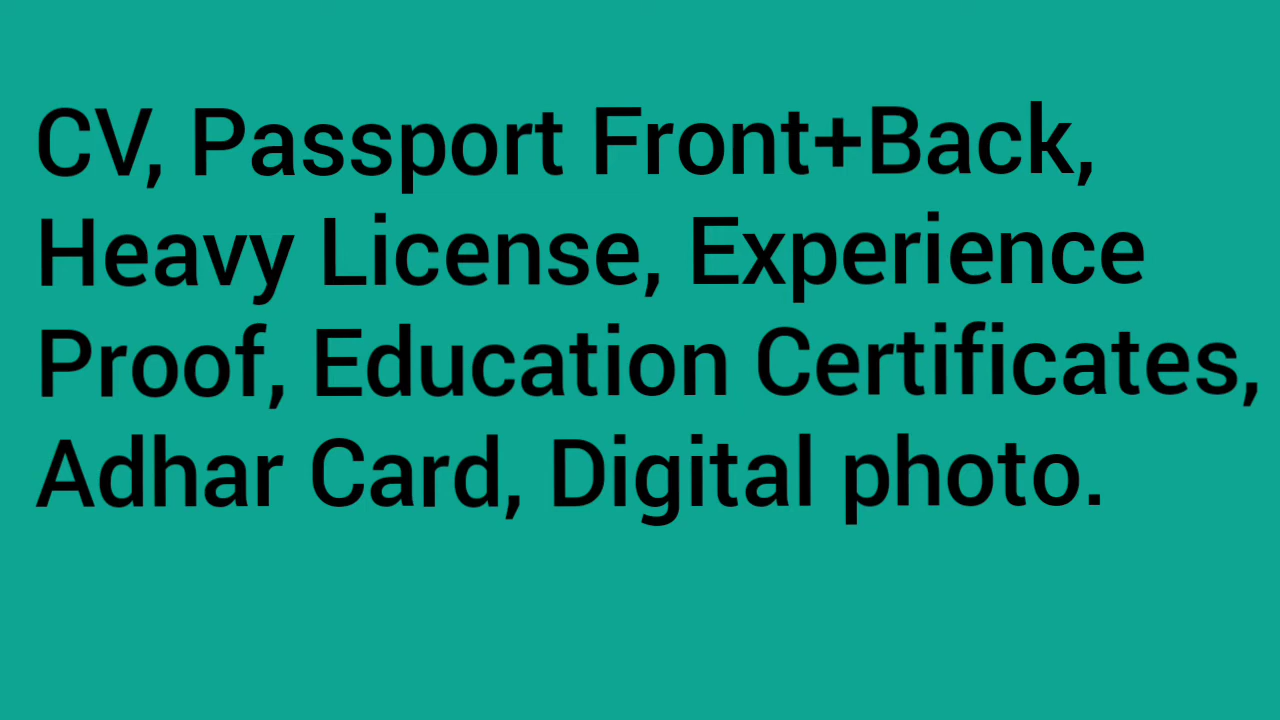 CV, Passport Front+Back,
Heavy License, Experience
Proof, Education Certificates,
Adhar Card, Digital photo.